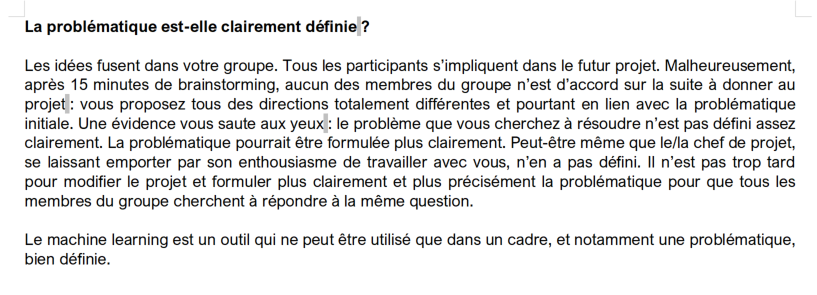 La problématique est-elle clairement définie ?
Les idées fusent dans votre groupe. Tous les participants s’impliquent dans le futur projet. Malheureusement,
après 15 minutes de brainstorming, aucun des membres du groupe n’est d’accord sur la suite à donner au
projet : vous proposez tous des directions totalement différentes et pourtant en lien avec la problématique
initiale. Une évidence vous saute aux yeux : le problème que vous cherchez à résoudre n’est pas défini assez
clairement. La problématique pourrait être formulée plus clairement. Peut-être même que le/la chef de projet,
se laissant emporter par son enthousiasme de travailler avec vous, n’en a pas défini. Il n’est pas trop tard
pour modifier le projet et formuler plus clairement et plus précisément la problématique pour que tous les
membres du groupe cherchent à répondre à la même question.
Le machine learning est un outil qui ne peut être utilisé que dans un cadre, et notamment une problématique,
bien définie.